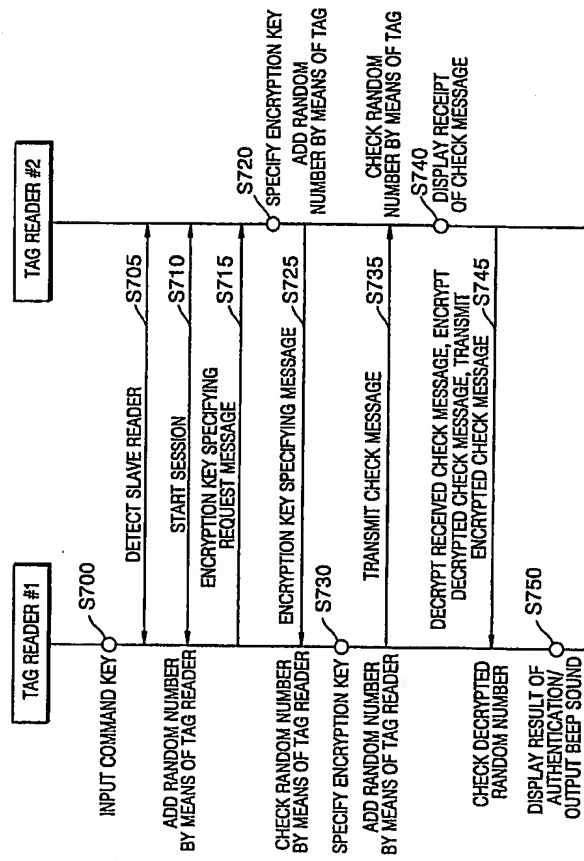 TAG READER #1
TAG READER #2
INPUT COMMAND KEY
S700
DETECT SLAVE READER
S705
START SESSION
S710
ADD RANDOM NUMBER
BY MEANS OF TAG READER
ENCRYPTION KEY SPECIFYING
REQUEST MESSAGE
S715
S720
SPECIFY ENCRYPTION KEY
ADD RANDOM
NUMBER BY MEANS OF TAG
ENCRYPTION KEY SPECIFYING MESSAGE
S725
CHECK RANDOM NUMBER
BY MEANS OF TAG READER
S730
SPECIFY ENCRYPTION KEY
ADD RANDOM NUMBER
BY MEANS OF TAG READER
TRANSMIT CHECK MESSAGE
S735
CHECK RANDOM
NUMBER BY MEANS OF TAG
S740
DISPLAY RECEIPT
OF CHECK MESSAGE
DECRYPT RECEIVED CHECK MESSAGE, ENCRYPT
DECRYPTED CHECK MESSAGE, TRANSMIT
ENCRYPTED CHECK MESSAGE
S745
CHECK DECRYPTED
RANDOM NUMBER
S750
DISPLAY RESULT OF
AUTHENTICATION/
OUTPUT BEEP SOUND